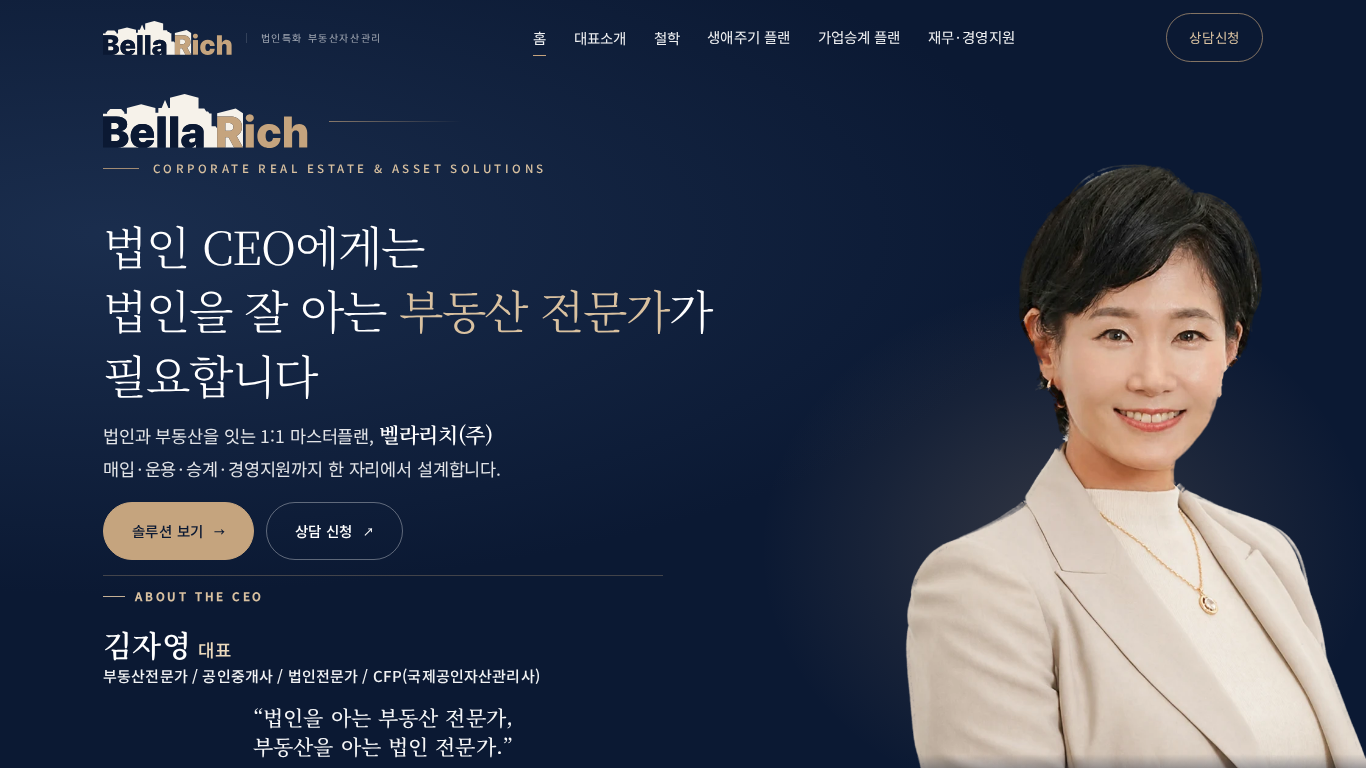 Bella Rich
법인특화 부동산자산관리
홈
대표소개
철학
생애주기 플랜
가업승계 플랜
재무·경영지원
상담신청
Bella Rich
CORPORATE REAL ESTATE & ASSET SOLUTIONS
법인 CEO에게는
법인을 잘 아는 부동산 전문가가
필요합니다
법인과 부동산을 잇는 1:1 마스터플랜, 벨라리치(주)
매입·운용·승계·경영지원까지 한 자리에서 설계합니다.
솔루션 보기 →
상담 신청 ↗
ABOUT THE CEO
김자영 대표
부동산전문가 / 공인중개사 / 법인전문가 / CFP(국제공인자산관리사)
“법인을 아는 부동산 전문가,
부동산을 아는 법인 전문가.”